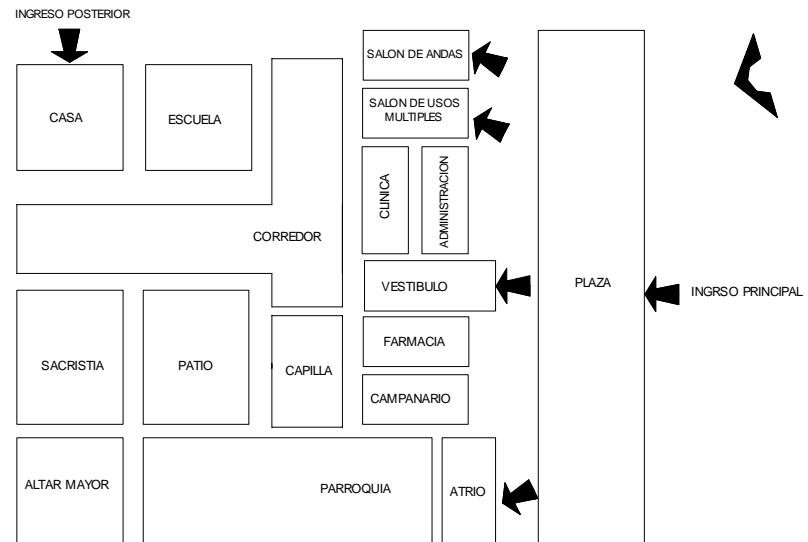 INGRESO POSTERIOR
SALON DE ANDAS
CASA
ESCUELA
SALON DE USOS
MULTIPLES
CLINICA
ADMINISTRACION
CORREDOR
VESTIBULO
PLAZA
INGRSO PRINCIPAL
FARMACIA
SACRISTIA
PATIO
CAPILLA
CAMPANARIO
ALTAR MAYOR
PARROQUIA
ATRIO